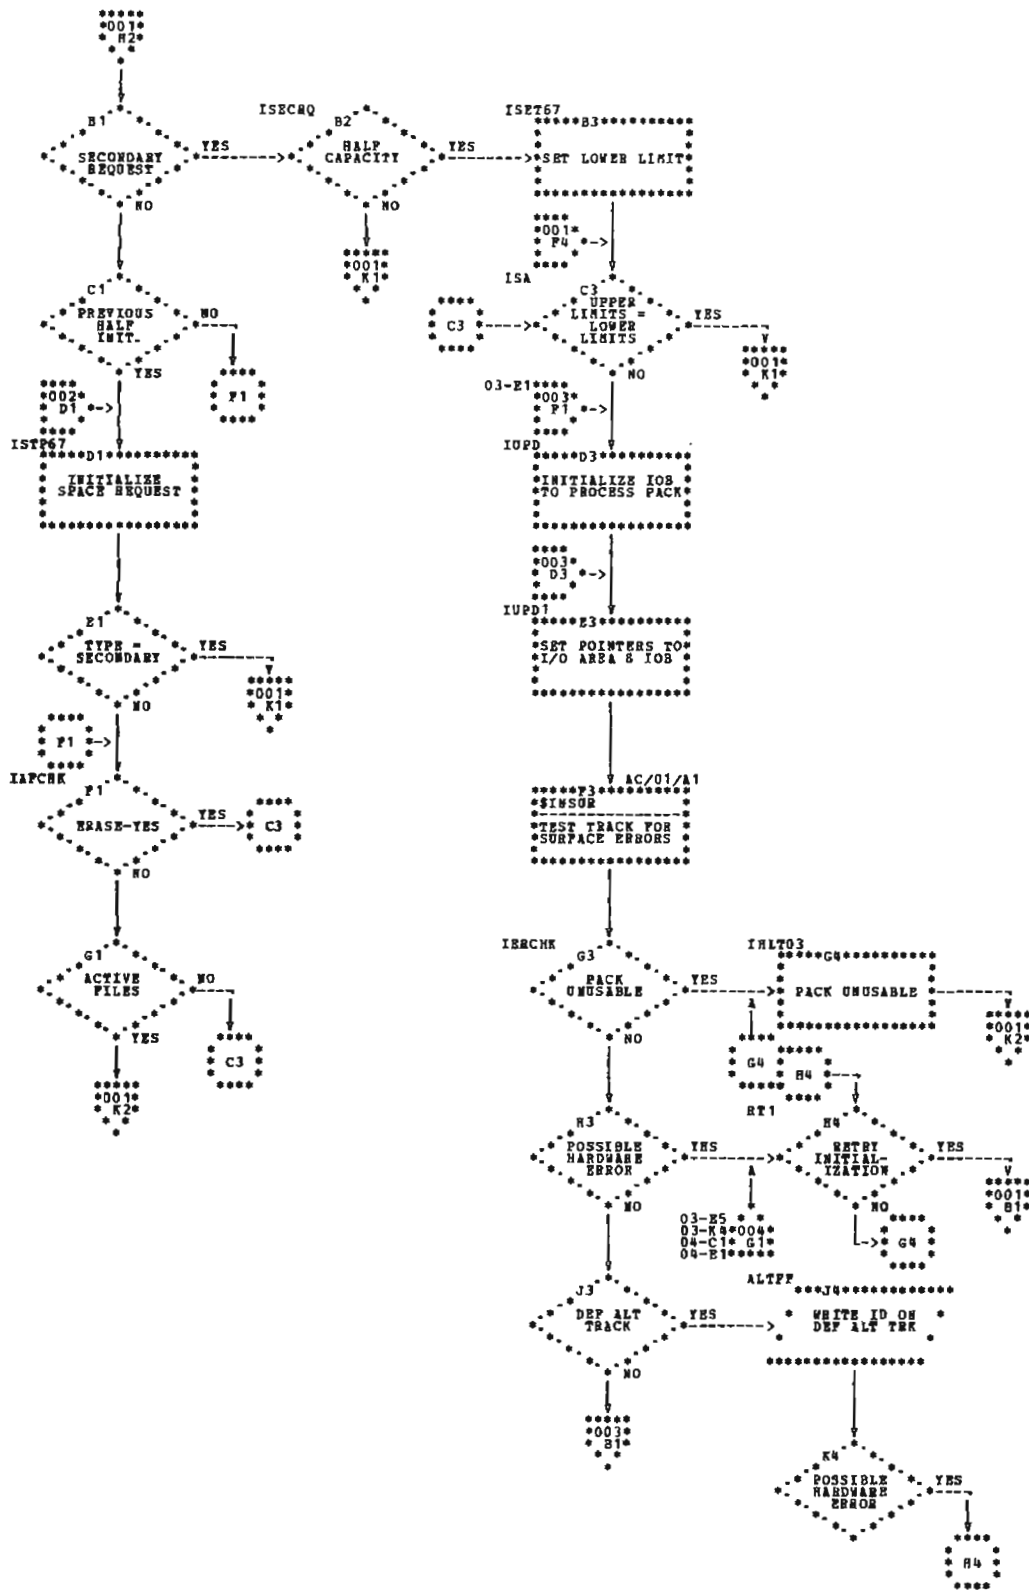 001
H2
B1
SECONDARY
REQUEST
YES
NO
ISECRQ
B2
HALF
CAPACITY
YES
NO
001
K1
ISET67
B3
SET LOWER LIMIT
001
F4
ISA
C3
C3
UPPER
LIMITS =
LOWER
LIMITS
YES
NO
001
K1
C1
PREVIOUS
HALF
INIT.
NO
YES
F1
002
D1
ISTP67
D1
INITIALIZE
SPACE REQUEST
03-E1
003
F1
IUPD
D3
INITIALIZE IOB
TO PROCESS PACK
003
D3
IUPD1
E3
SET POINTERS TO
I/O AREA & IOB
E1
TYPE =
SECONDARY
YES
NO
001
K1
F1
IAFCHK
F1
ERASE-YES
YES
NO
C3
AC/01/A1
F3
$INSUR
TEST TRACK FOR
SURFACE ERRORS
G1
ACTIVE
FILES
NO
YES
C3
001
K2
IERCHK
G3
PACK
UNUSABLE
YES
NO
IHLT03
G4
PACK UNUSABLE
001
K2
G4
H4
RT1
H3
POSSIBLE
HARDWARE
ERROR
YES
NO
H4
RETRY
INITIAL-
IZATION
YES
NO
001
B1
03-E5
03-K4
04-C1
04-E1
004
G1
G4
J3
DEF ALT
TRACK
YES
NO
ALTFF
J4
WRITE ID ON
DEF ALT TRK
003
B1
K4
POSSIBLE
HARDWARE
ERROR
YES
H4